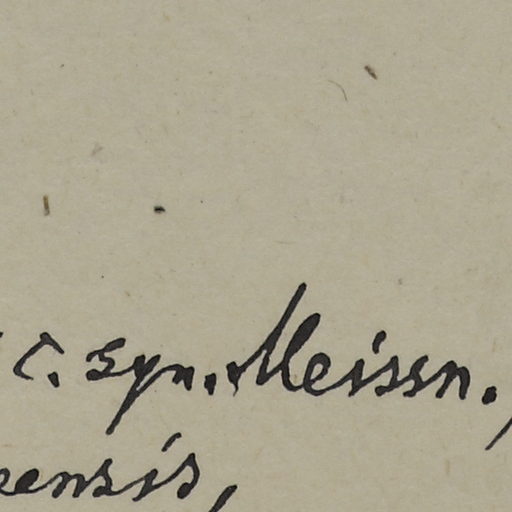 c. syn. Meissn.,
eensis,